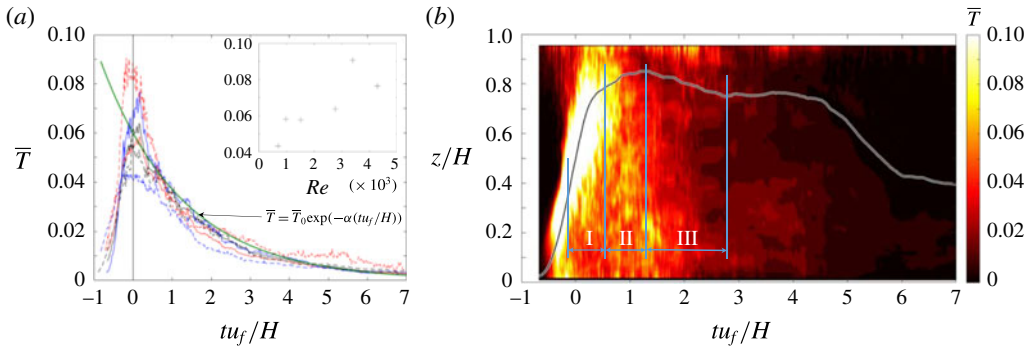 (a)
0.10
0.08
0.06
0.04
0.02
0
T̅
−1 0 1 2 3 4 5 6 7
tu_f/H
0.10
0.08
0.06
0.04
0 1 2 3 4 5
Re (× 10³)
T̅ = T̅₀exp(−α(tu_f/H))
(b)
1.0
0.8
0.6
0.4
0.2
0
z/H
I II III
−1 0 1 2 3 4 5 6 7
tu_f/H
T̅
0.10
0.08
0.06
0.04
0.02
0